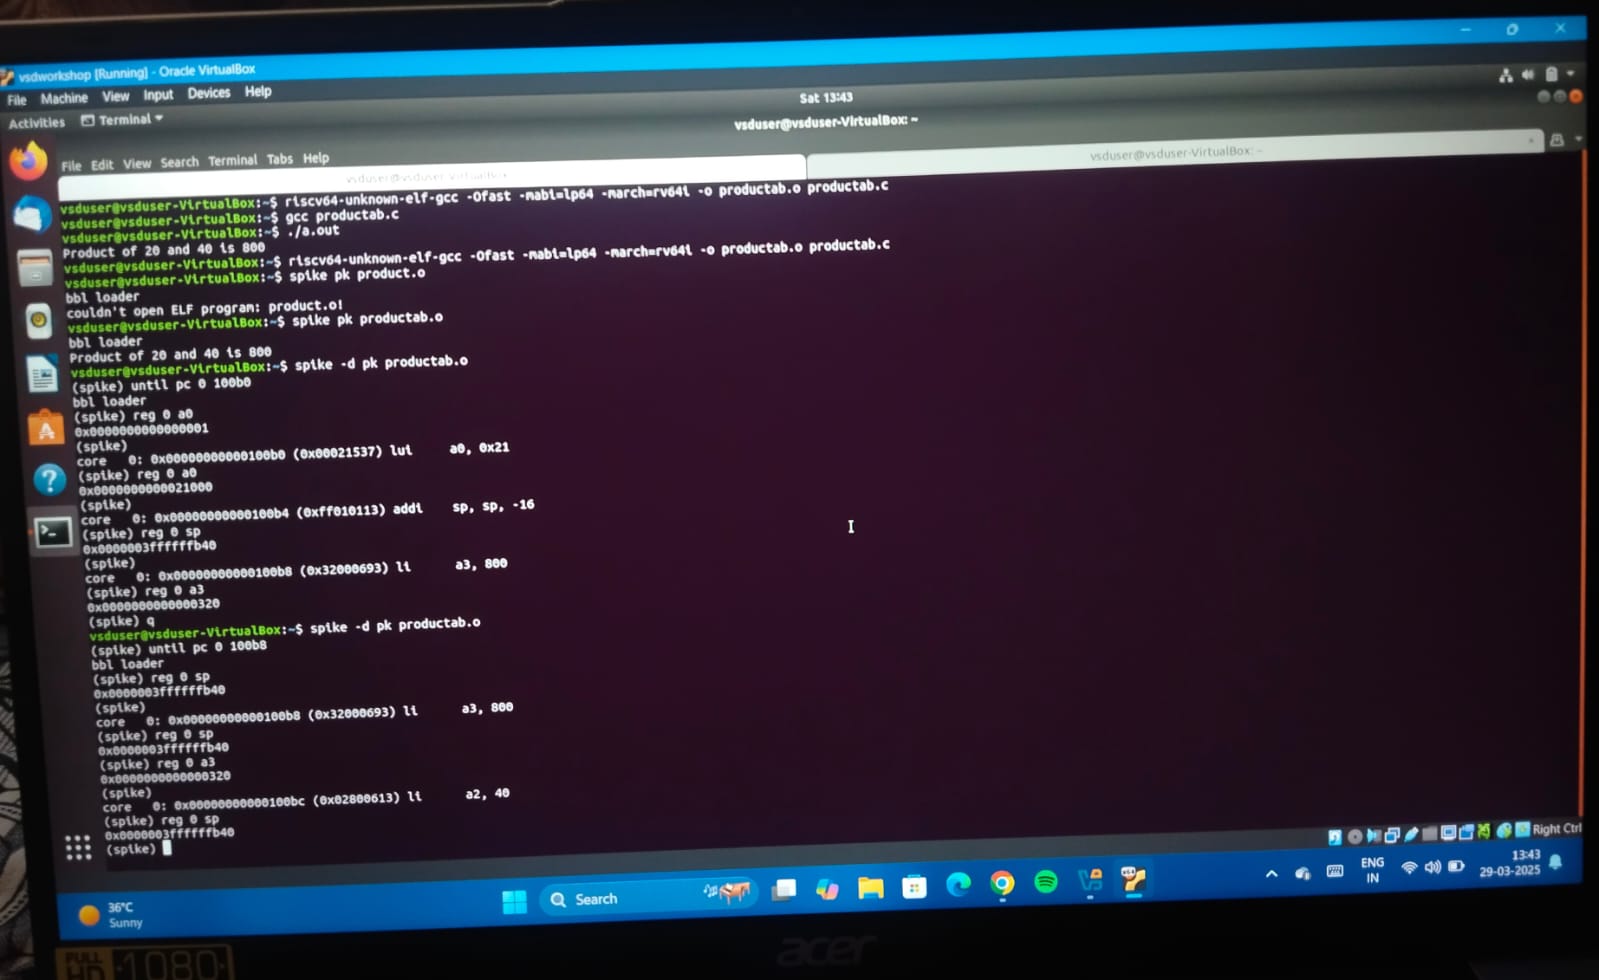 vsdworkshop [Running] - Oracle VirtualBox
File Machine View Input Devices Help
Activities Terminal Sat 13:43
vsduser@vsduser-VirtualBox: ~
File Edit View Search Terminal Tabs Help
vsduser@vsduser-VirtualBox: ~
vsduser@vsduser-VirtualBox:~$ riscv64-unknown-elf-gcc -Ofast -mabi=lp64 -march=rv64i -o productab.o productab.c
vsduser@vsduser-VirtualBox:~$ gcc productab.c
vsduser@vsduser-VirtualBox:~$ ./a.out
Product of 20 and 40 is 800
vsduser@vsduser-VirtualBox:~$ riscv64-unknown-elf-gcc -Ofast -mabi=lp64 -march=rv64i -o productab.o productab.c
vsduser@vsduser-VirtualBox:~$ spike pk product.o
bbl loader
couldn't open ELF program: product.o!
vsduser@vsduser-VirtualBox:~$ spike pk productab.o
bbl loader
Product of 20 and 40 is 800
vsduser@vsduser-VirtualBox:~$ spike -d pk productab.o
(spike) until pc 0 100b0
bbl loader
(spike) reg 0 a0
0x0000000000000001
(spike)
core 0: 0x00000000000100b0 (0x00021537) lui a0, 0x21
(spike) reg 0 a0
0x0000000000021000
(spike)
core 0: 0x00000000000100b4 (0xff010113) addi sp, sp, -16
(spike) reg 0 sp
0x0000003ffffffb40
(spike)
core 0: 0x00000000000100b8 (0x32000693) li a3, 800
(spike) reg 0 a3
0x0000000000000320
(spike) q
vsduser@vsduser-VirtualBox:~$ spike -d pk productab.o
(spike) until pc 0 100b8
bbl loader
(spike) reg 0 sp
0x0000003ffffffb40
(spike)
core 0: 0x00000000000100b8 (0x32000693) li a3, 800
(spike) reg 0 sp
0x0000003ffffffb40
(spike) reg 0 a3
0x0000000000000320
(spike)
core 0: 0x00000000000100bc (0x02800613) li a2, 40
(spike) reg 0 sp
0x0000003ffffffb40
(spike)
Right Ctrl
36°C
Sunny
Search
ENG
IN
13:43
29-03-2025
acer
FULL
HD 1080